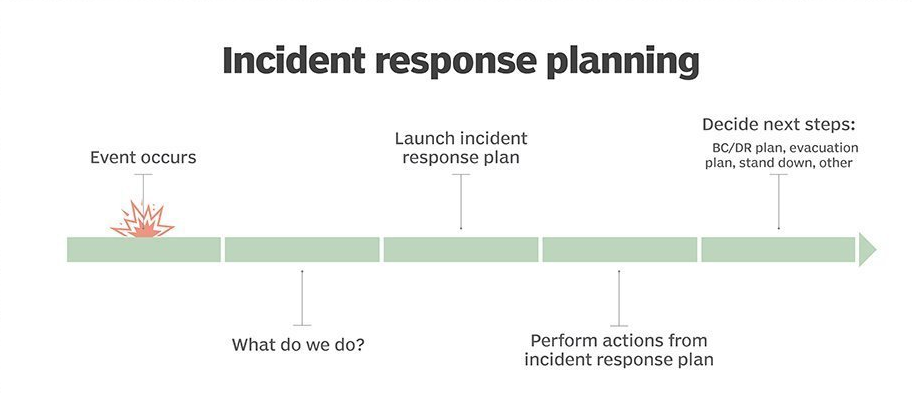 Incident response planning
Event occurs
What do we do?
Launch incident
response plan
Perform actions from
incident response plan
Decide next steps:
BC/DR plan, evacuation
plan, stand down, other